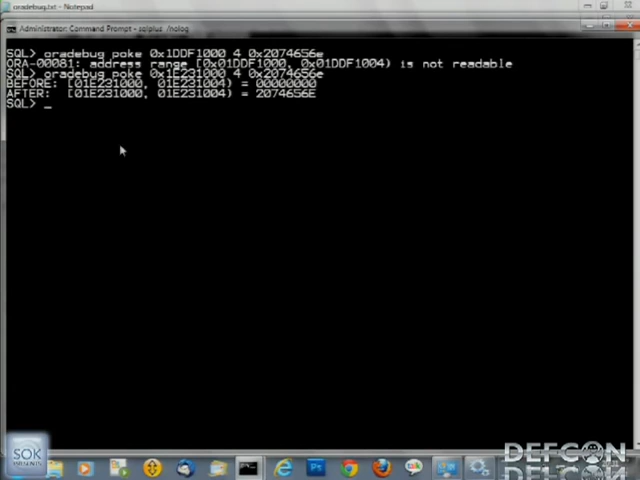 oradebug.txt - Notepad
Administrator: Command Prompt - sqlplus /nolog
SQL> oradebug poke 0x1DDF1000 4 0x2074656e
ORA-00081: address range [0x01DDF1000, 0x01DDF1004) is not readable
SQL> oradebug poke 0x1E231000 4 0x2074656e
BEFORE: [01E231000, 01E231004) = 00000000
AFTER:  [01E231000, 01E231004) = 2074656E
SQL> _
SOK
DEFCON